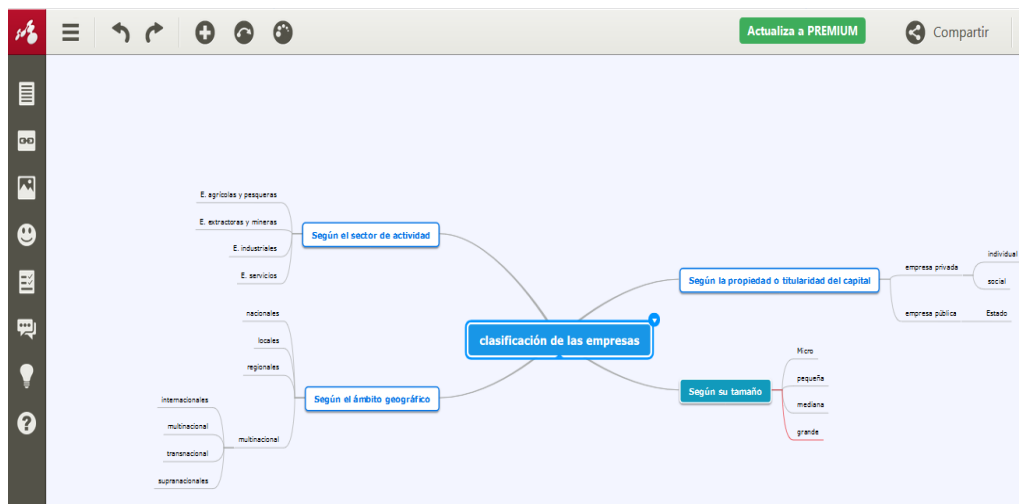 Actualiza a PREMIUM
Compartir
E. agrícolas y pesqueras
E. extractoras y mineras
E. industriales
E. servicios
Según el sector de actividad
nacionales
locales
regionales
internacionales
multinacional
transnacional
supranacionales
multinacional
Según el ámbito geográfico
clasificación de las empresas
Según la propiedad o titularidad del capital
empresa privada
individual
social
empresa pública
Estado
Según su tamaño
Micro
pequeña
mediana
grande